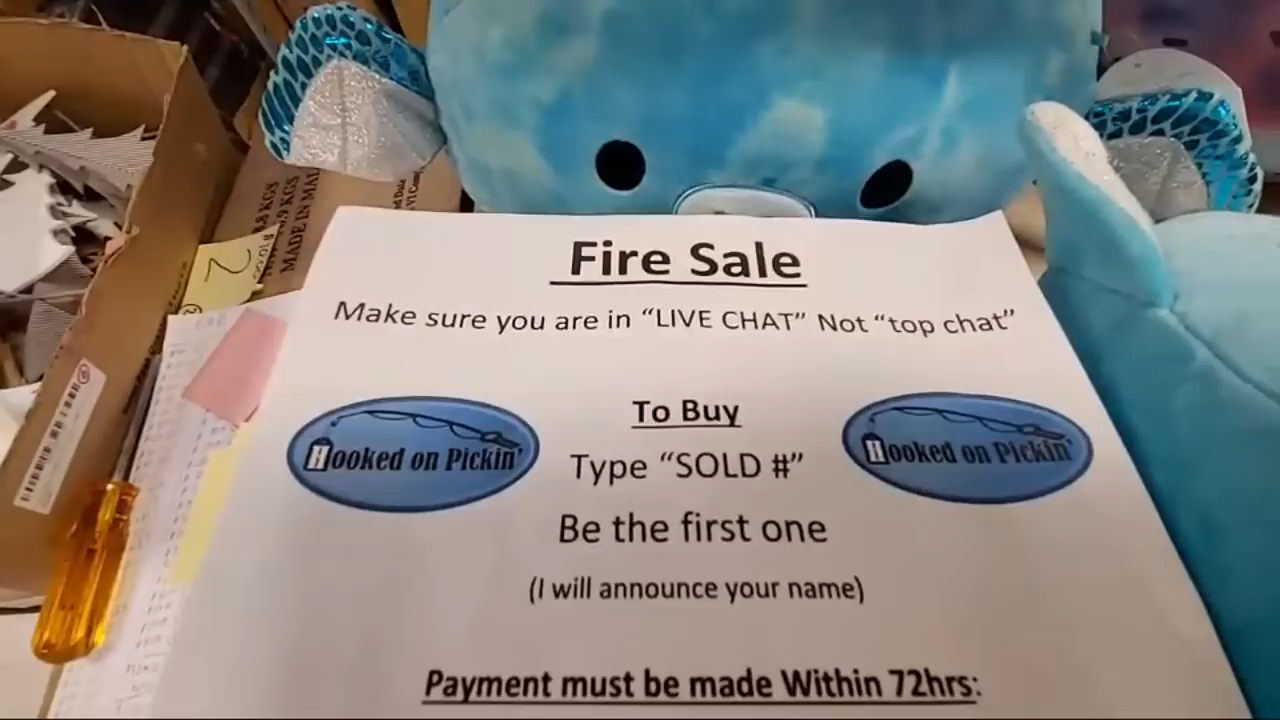 Fire Sale
Make sure you are in “LIVE CHAT” Not “top chat”
To Buy
Hooked on Pickin'
Type “SOLD #”
Hooked on Pickin'
Be the first one
(I will announce your name)
Payment must be made Within 72hrs:
2
KGS
KGS
MADE IN